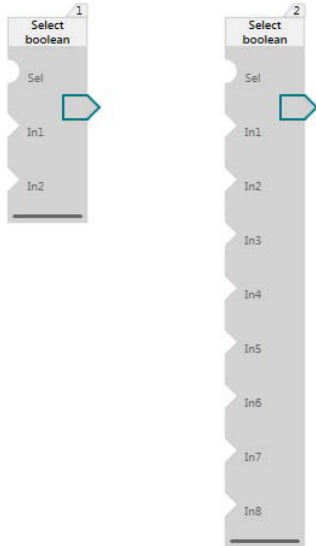 1
Select
boolean
Sel
In1
In2
2
Select
boolean
Sel
In1
In2
In3
In4
In5
In6
In7
In8